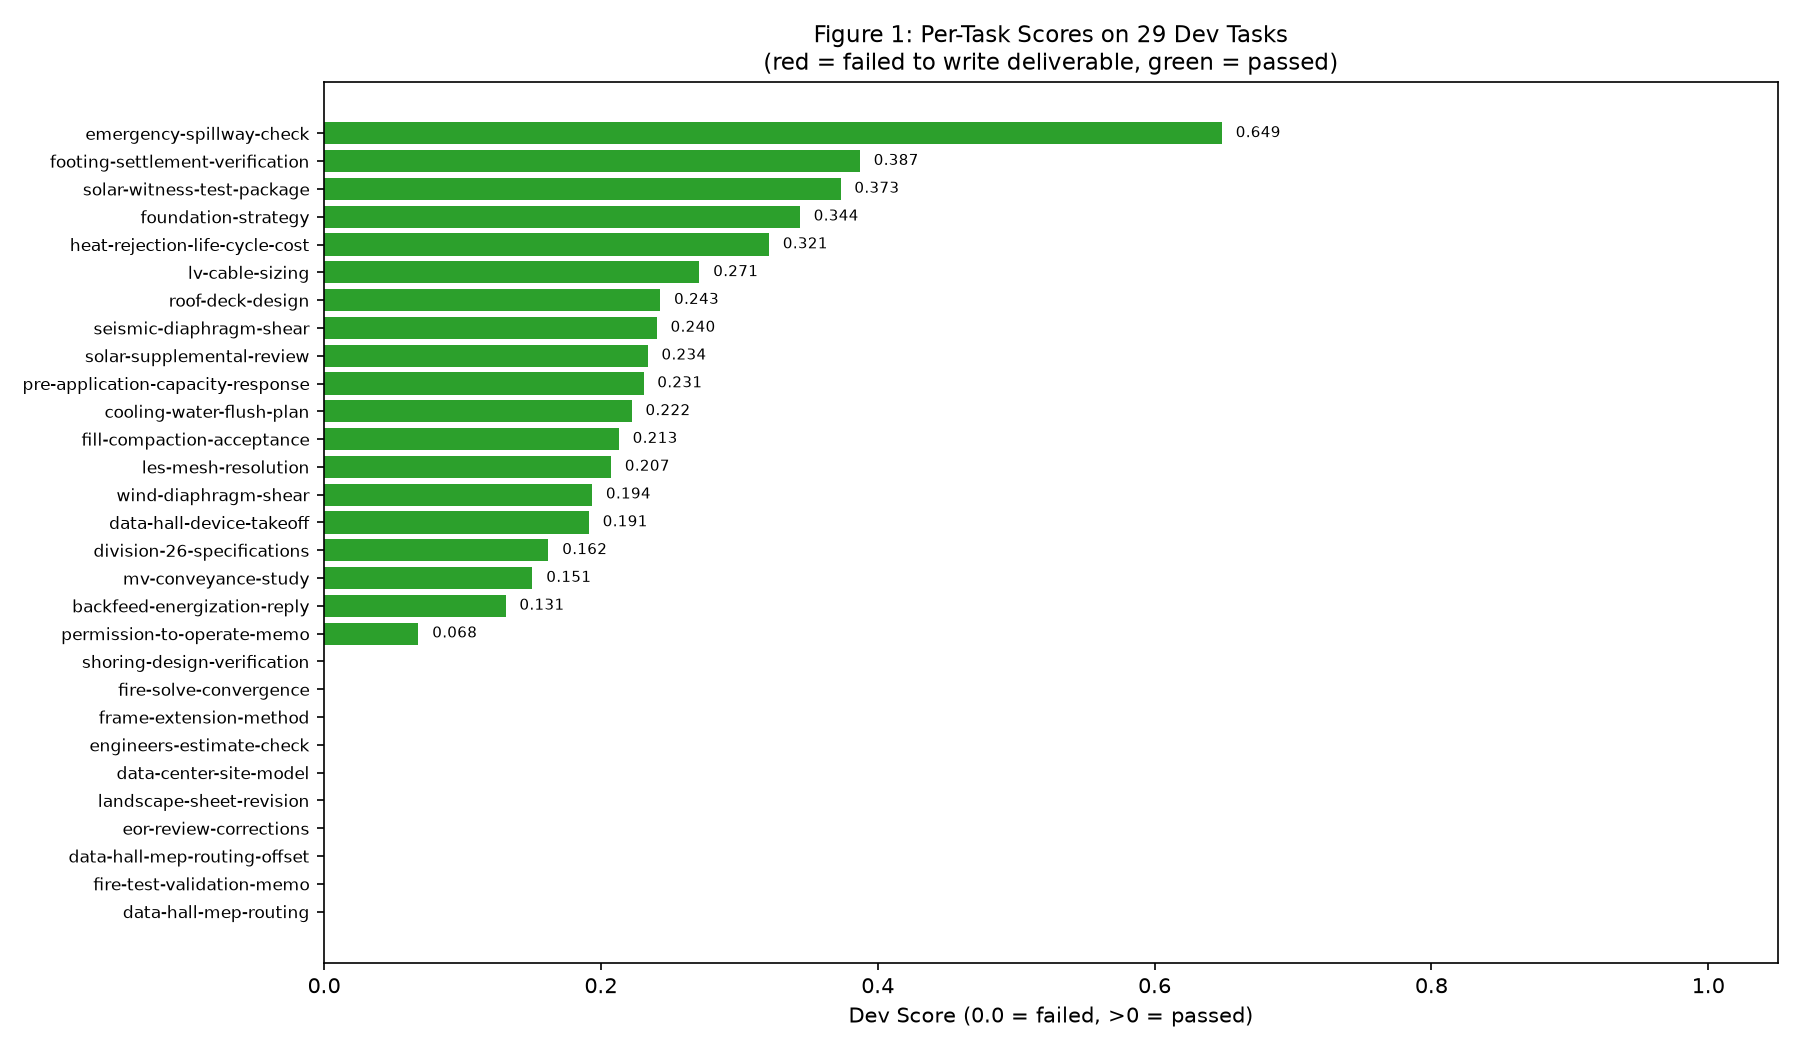 Figure 1: Per-Task Scores on 29 Dev Tasks
(red = failed to write deliverable, green = passed)
emergency-spillway-check 0.649
footing-settlement-verification 0.387
solar-witness-test-package 0.373
foundation-strategy 0.344
heat-rejection-life-cycle-cost 0.321
lv-cable-sizing 0.271
roof-deck-design 0.243
seismic-diaphragm-shear 0.240
solar-supplemental-review 0.234
pre-application-capacity-response 0.231
cooling-water-flush-plan 0.222
fill-compaction-acceptance 0.213
les-mesh-resolution 0.207
wind-diaphragm-shear 0.194
data-hall-device-takeoff 0.191
division-26-specifications 0.162
mv-conveyance-study 0.151
backfeed-energization-reply 0.131
permission-to-operate-memo 0.068
shoring-design-verification
fire-solve-convergence
frame-extension-method
engineers-estimate-check
data-center-site-model
landscape-sheet-revision
eor-review-corrections
data-hall-mep-routing-offset
fire-test-validation-memo
data-hall-mep-routing
0.0 0.2 0.4 0.6 0.8 1.0
Dev Score (0.0 = failed, >0 = passed)